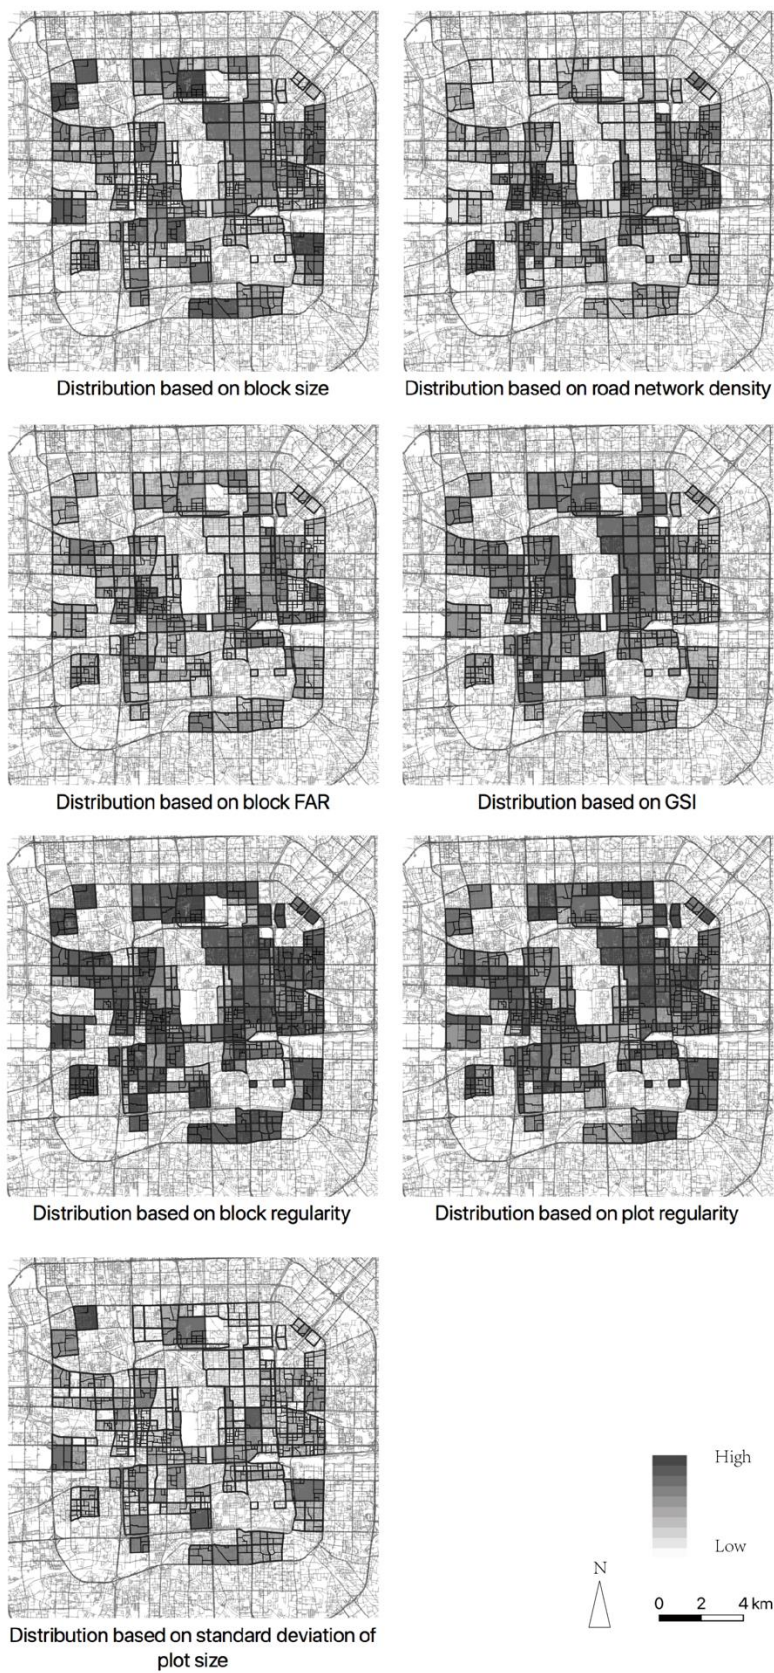 Distribution based on block size
Distribution based on road network density
Distribution based on block FAR
Distribution based on GSI
Distribution based on block regularity
Distribution based on plot regularity
Distribution based on standard deviation of
plot size
High
Low
N
0 2 4 km